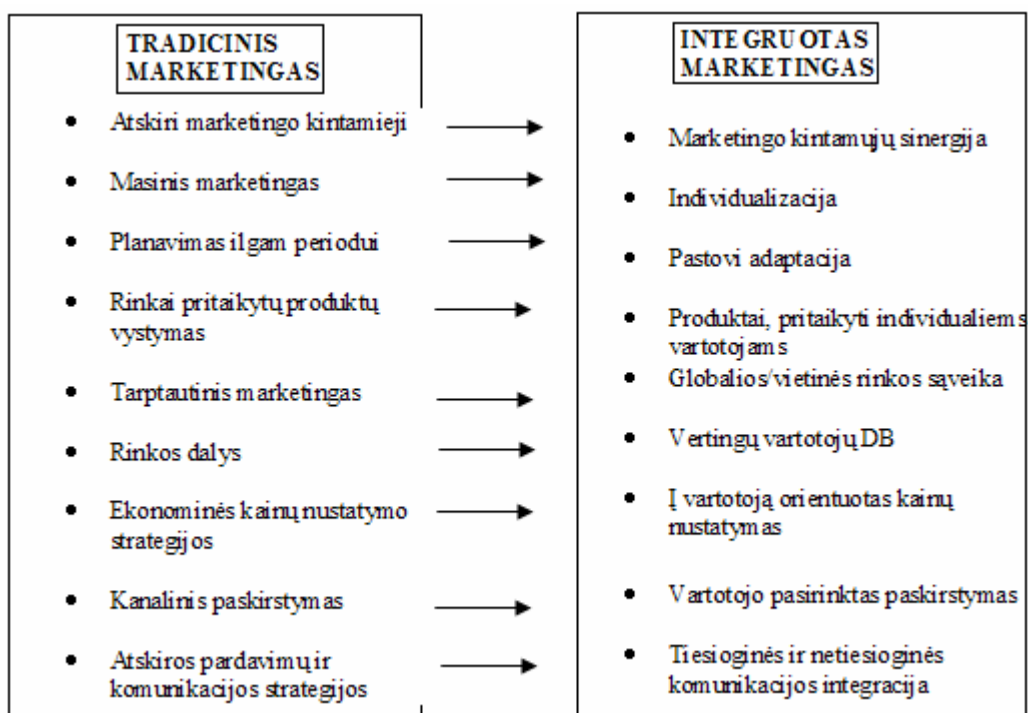 TRADICINIS
MARKETINGAS
• Atskiri marketingo kintamieji
• Masinis marketingas
• Planavimas ilgam periodui
• Rinkai pritaikytų produktų
vystymas
• Tarptautinis marketingas
• Rinkos dalys
• Ekonominės kainų nustatymo
strategijos
• Kanalinis paskirstymas
• Atskiros pardavimų ir
komunikacijos strategijos
INTEGRUOTAS
MARKETINGAS
• Marketingo kintamųjų sinergija
• Individualizacija
• Pastovi adaptacija
• Produktai, pritaikyti individualiems
vartotojams
• Globalios/vietinės rinkos sąveika
• Vertingų vartotojų DB
• Į vartotoją orientuotas kainų
nustatymas
• Vartotojo pasirinktas paskirstymas
• Tiesioginės ir netiesioginės
komunikacijos integracija